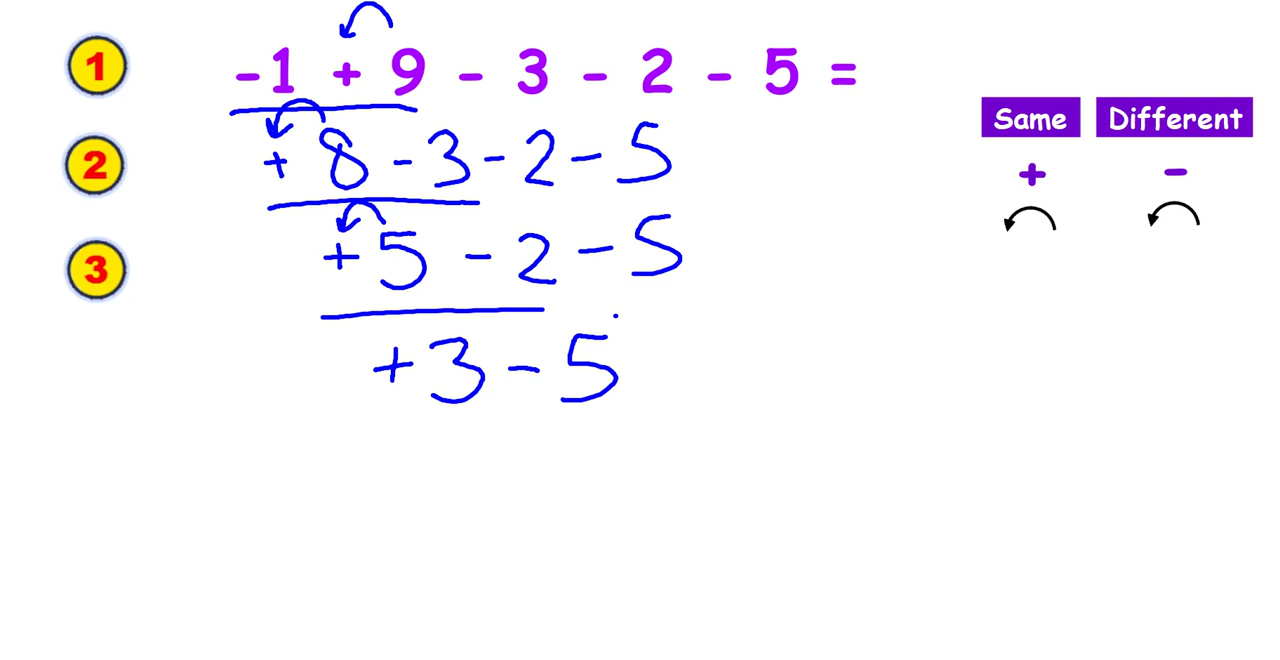 1 -1 + 9 - 3 - 2 - 5 =
Same Different
+ -
2 + 8 - 3 - 2 - 5
3 + 5 - 2 - 5
+ 3 - 5